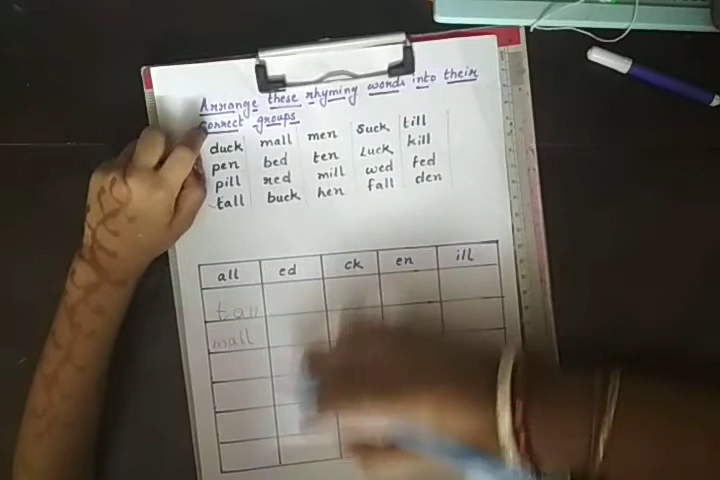 Arrange these rhyming words into their
correct groups
duck mall men suck till
pen bed ten Luck kill
pill red mill wed fed
tall buck hen fall den
all ed ck en ill
tall
mall